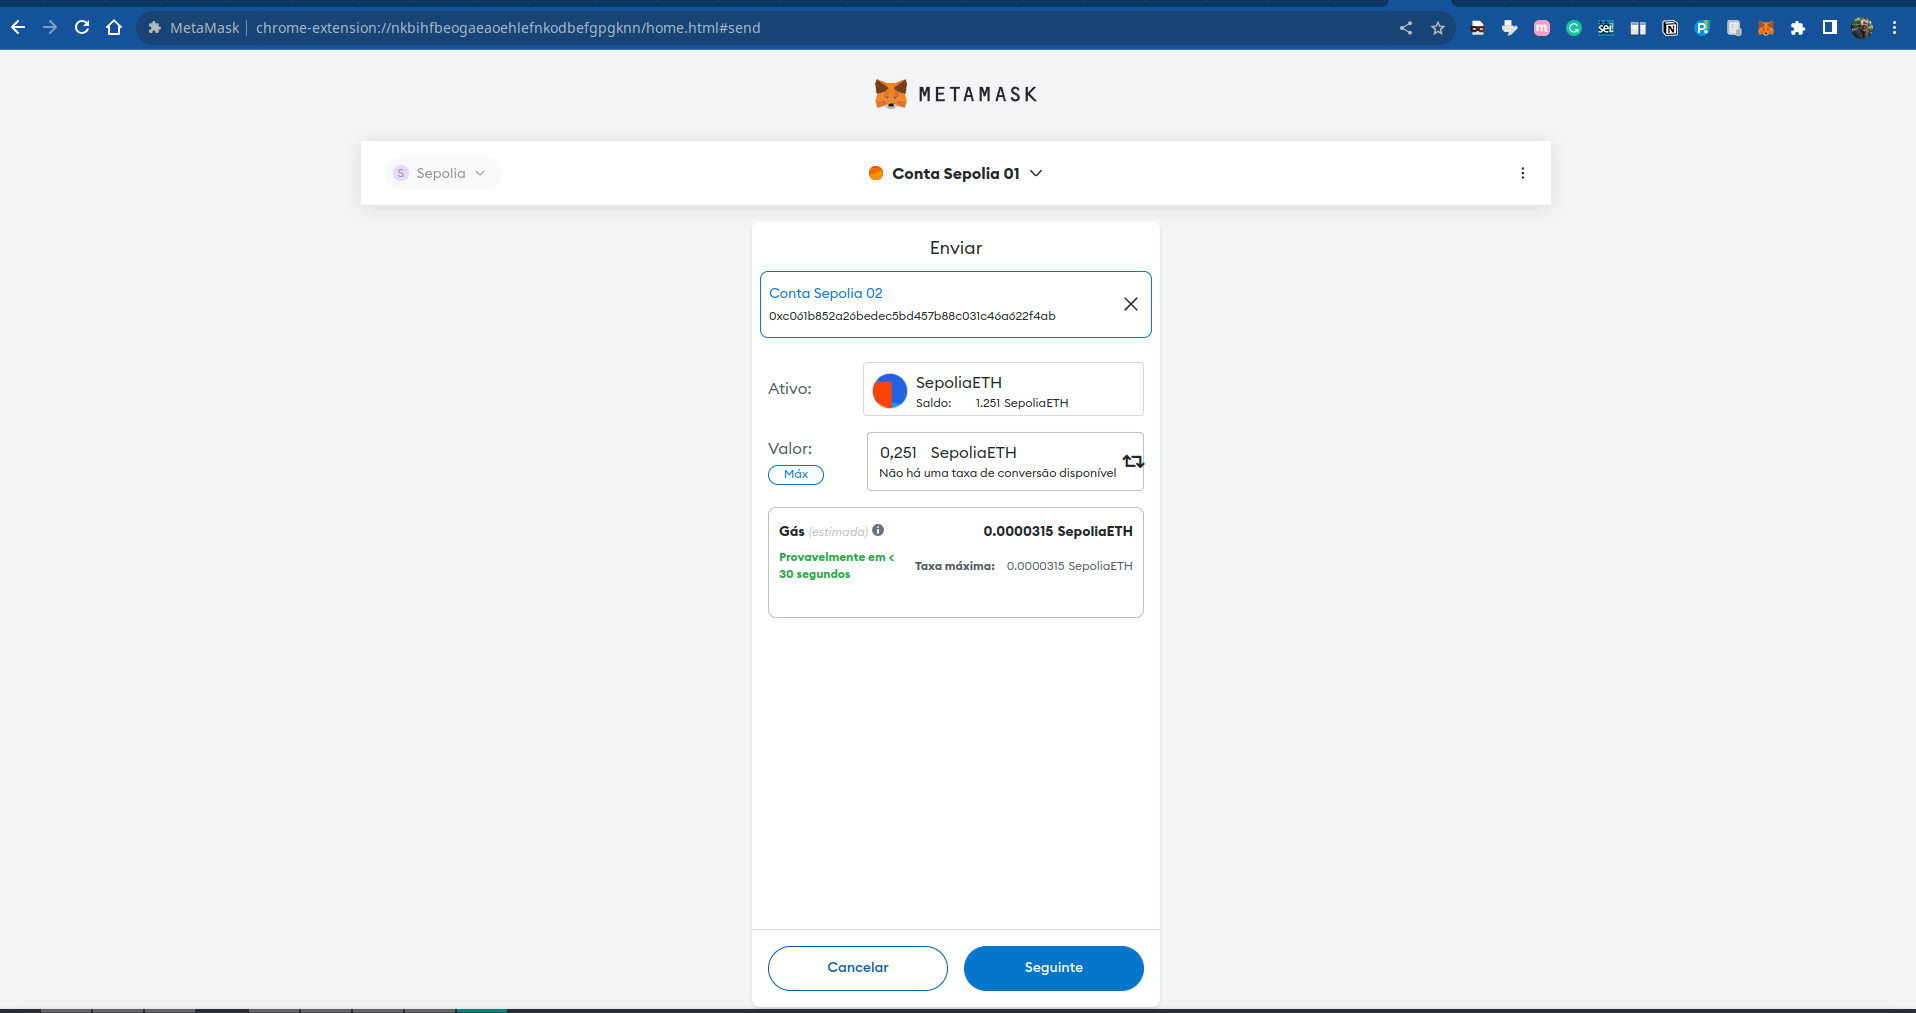 MetaMask
chrome-extension://nkbihfbeogaeaoehlefnkodbefgpgknn/home.html#send
METAMASK
S Sepolia
Conta Sepolia 01
Enviar
Conta Sepolia 02
0xc061b852a26bedec5bd457b88c031c46a622f4ab
Ativo:
SepoliaETH
Saldo: 1.251 SepoliaETH
Valor:
Máx
0,251 SepoliaETH
Não há uma taxa de conversão disponível
Gás (estimada)
0.0000315 SepoliaETH
Provavelmente em <
30 segundos
Taxa máxima: 0.0000315 SepoliaETH
Cancelar
Seguinte